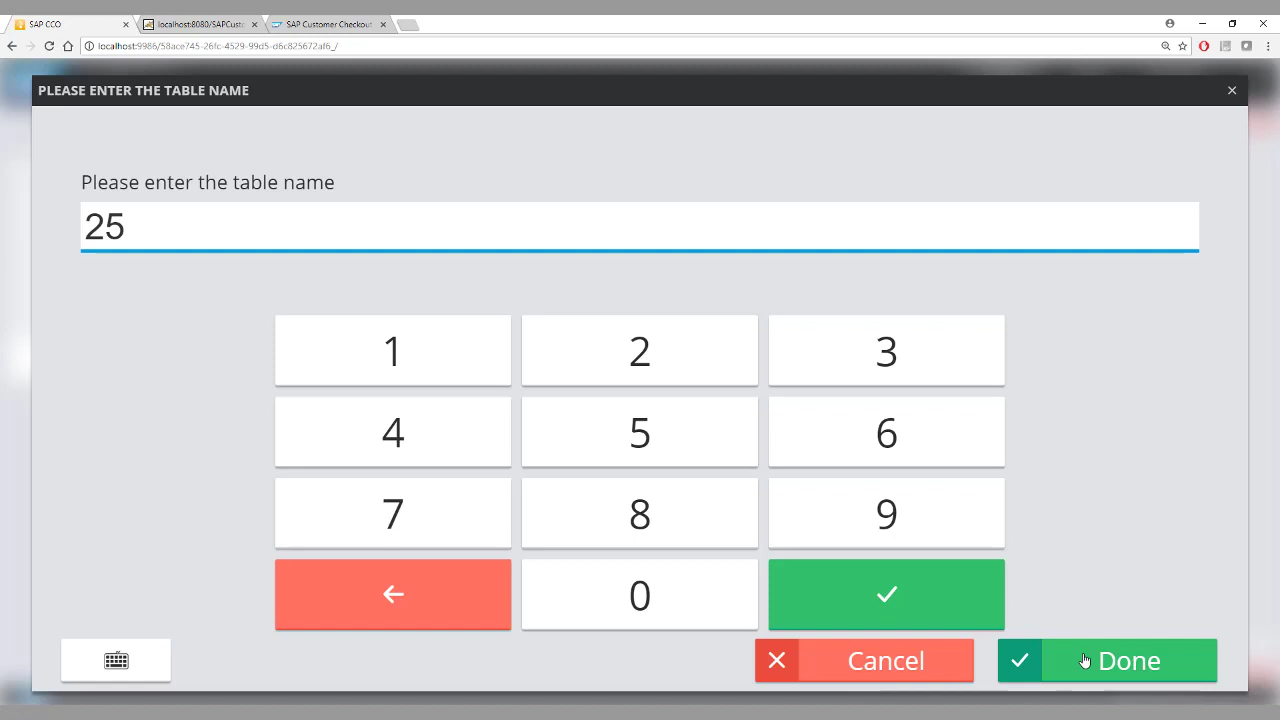 SAP CCO
localhost:8080/SAPCusto
SAP Customer Checkout
localhost:9986/58ace745-26fc-4529-99d5-d6c825672af6_/
PLEASE ENTER THE TABLE NAME
Please enter the table name
25
1 2 3
4 5 6
7 8 9
0
Cancel Done